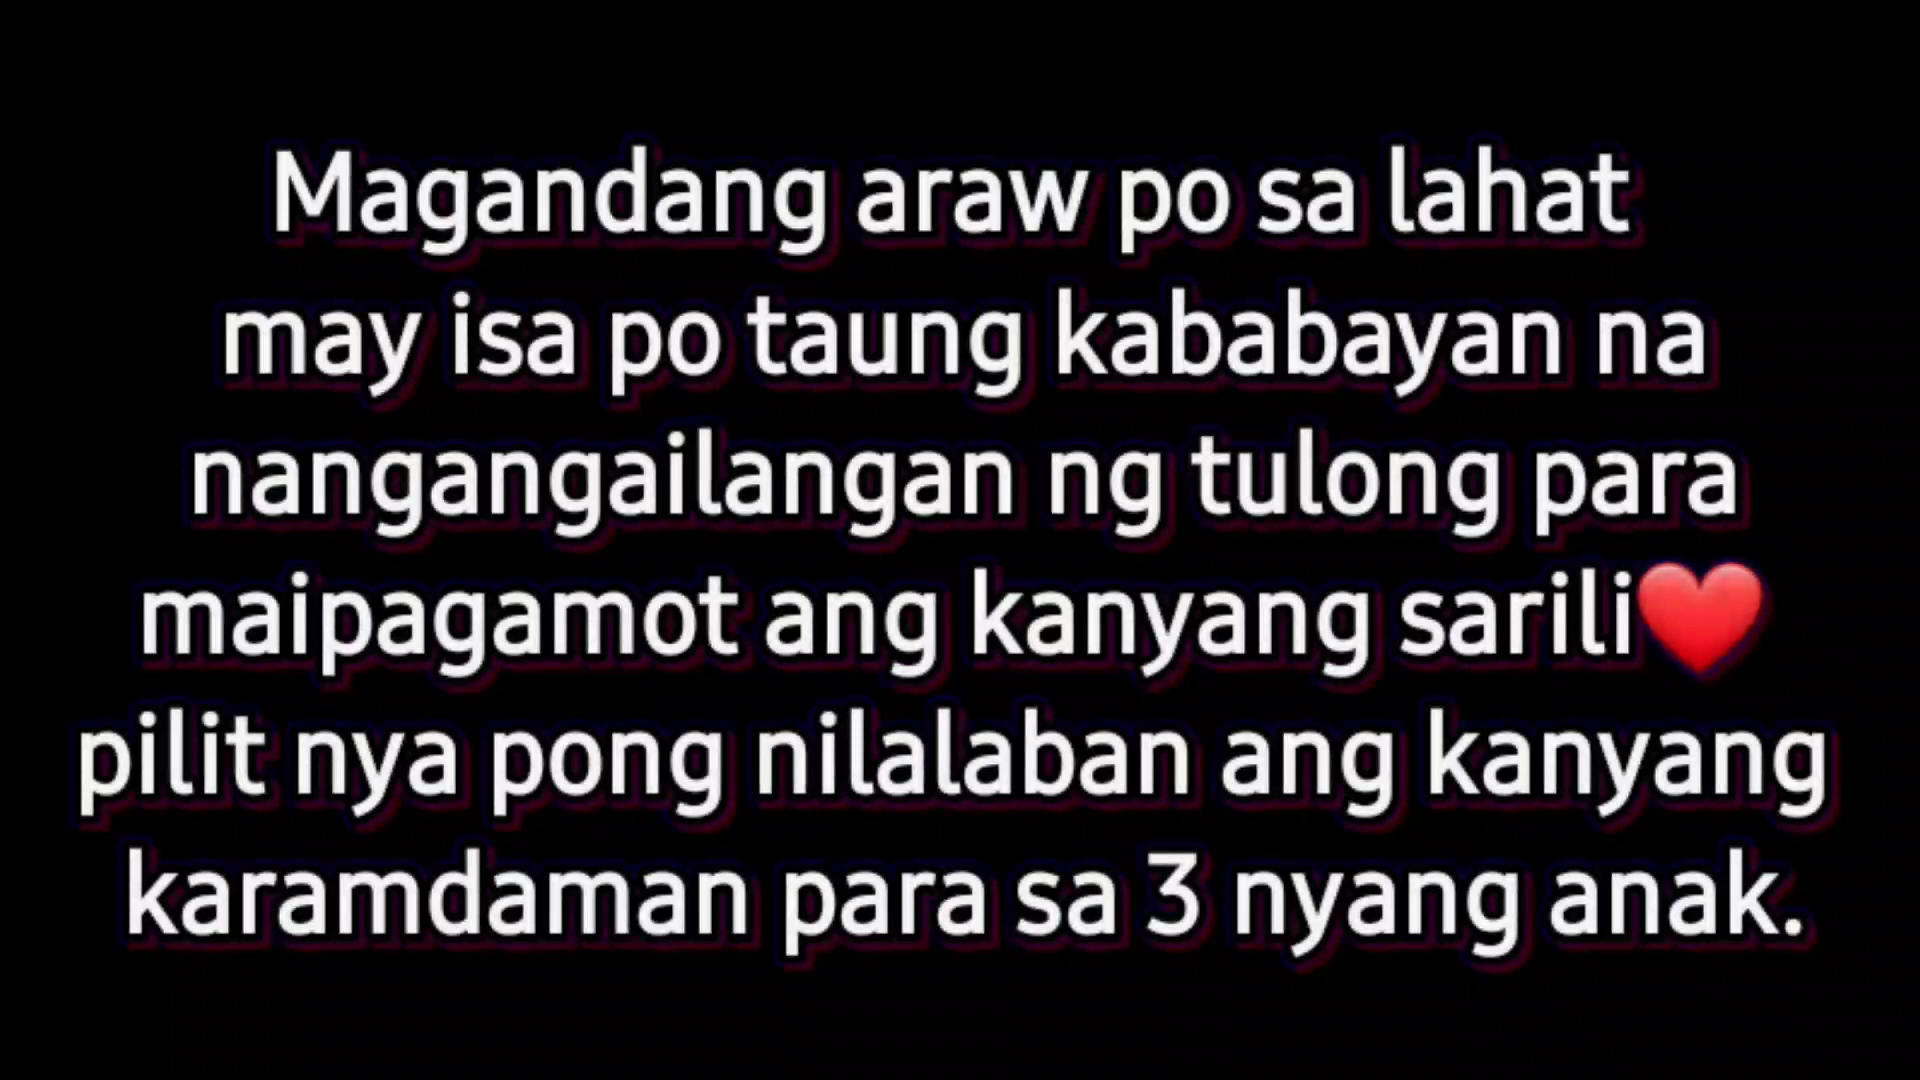 Magandang araw po sa lahat
may isa po taung kababayan na
nangangailangan ng tulong para
maipagamot ang kanyang sarili❤️
pilit nya pong nilalaban ang kanyang
karamdaman para sa 3 nyang anak.